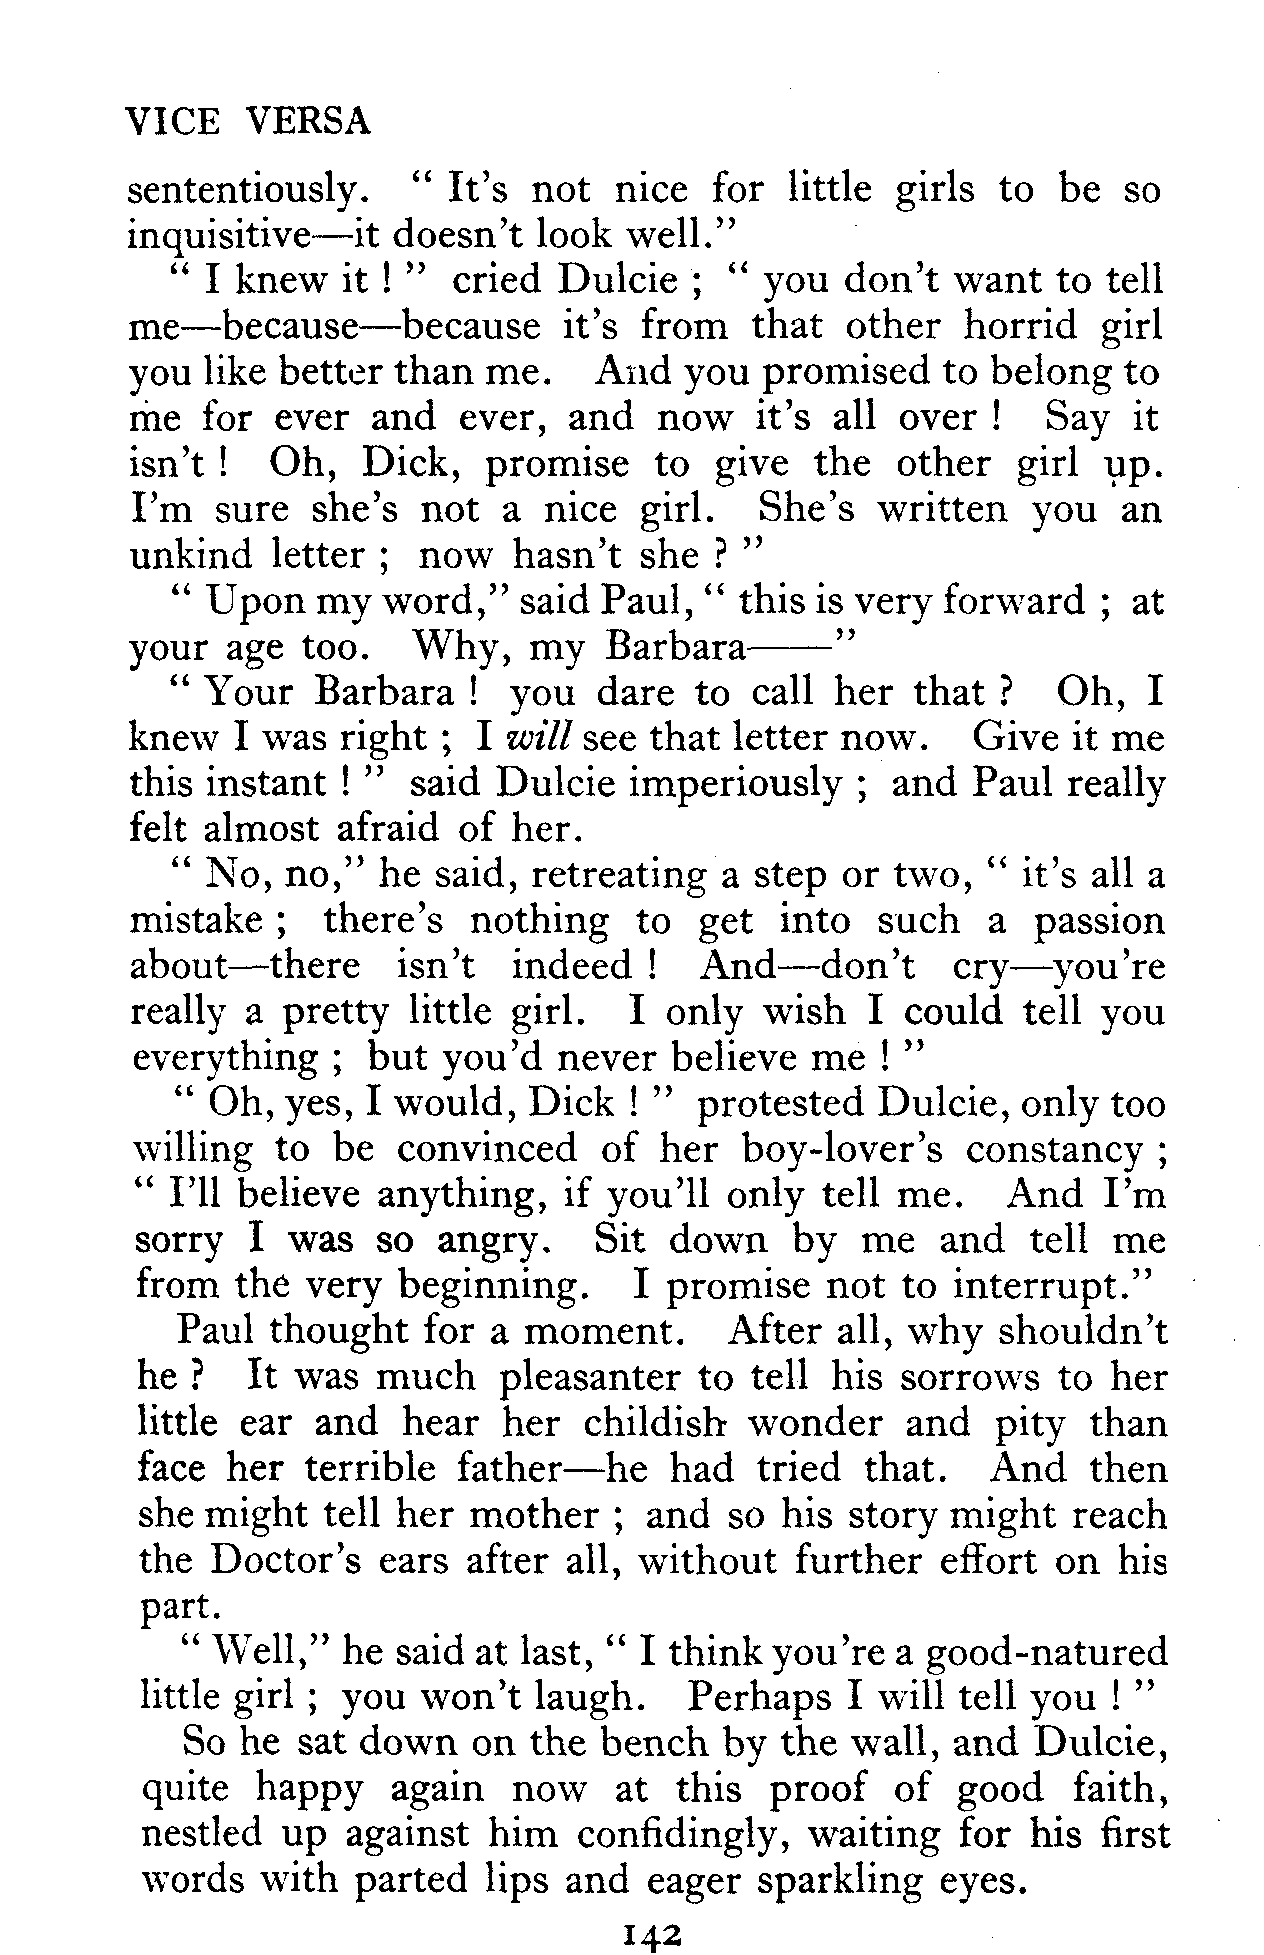 VICE VERSA
sententiously. “ It's not nice for little girls to be so
inquisitive—it doesn't look well.”
“ I knew it ! ” cried Dulcie ; “ you don't want to tell
me—because—because it's from that other horrid girl
you like better than me. And you promised to belong to
me for ever and ever, and now it's all over ! Say it
isn't ! Oh, Dick, promise to give the other girl up.
I'm sure she's not a nice girl. She's written you an
unkind letter ; now hasn't she ? ”
“ Upon my word,” said Paul, “ this is very forward ; at
your age too. Why, my Barbara——”
“ Your Barbara ! you dare to call her that ? Oh, I
knew I was right ; I will see that letter now. Give it me
this instant ! ” said Dulcie imperiously ; and Paul really
felt almost afraid of her.
“ No, no,” he said, retreating a step or two, “ it's all a
mistake ; there's nothing to get into such a passion
about—there isn't indeed ! And—don't cry—you're
really a pretty little girl. I only wish I could tell you
everything ; but you'd never believe me ! ”
“ Oh, yes, I would, Dick ! ” protested Dulcie, only too
willing to be convinced of her boy-lover's constancy ;
“ I'll believe anything, if you'll only tell me. And I'm
sorry I was so angry. Sit down by me and tell me
from the very beginning. I promise not to interrupt.”
Paul thought for a moment. After all, why shouldn't
he ? It was much pleasanter to tell his sorrows to her
little ear and hear her childish wonder and pity than
face her terrible father—he had tried that. And then
she might tell her mother ; and so his story might reach
the Doctor's ears after all, without further effort on his
part.
“ Well,” he said at last, “ I think you're a good-natured
little girl ; you won't laugh. Perhaps I will tell you ! ”
So he sat down on the bench by the wall, and Dulcie,
quite happy again now at this proof of good faith,
nestled up against him confidingly, waiting for his first
words with parted lips and eager sparkling eyes.
142